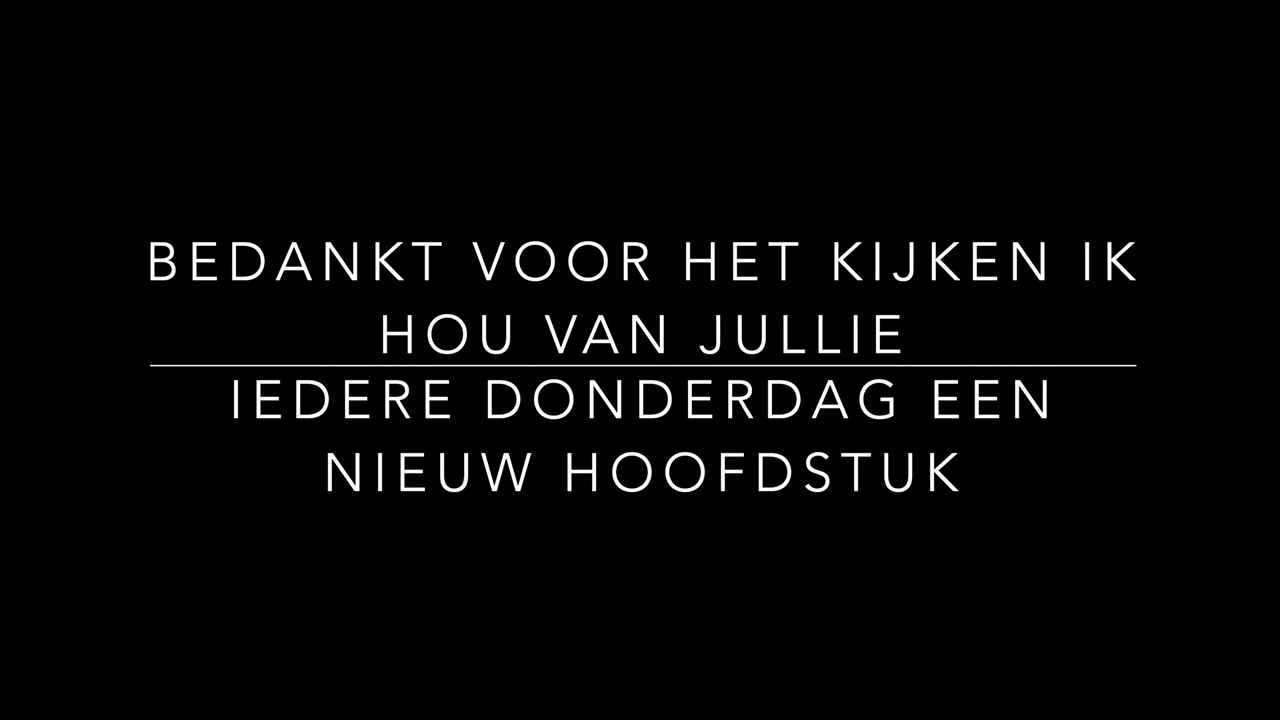 BEDANKT VOOR HET KIJKEN IK
HOU VAN JULLIE
IEDERE DONDERDAG EEN
NIEUW HOOFDSTUK